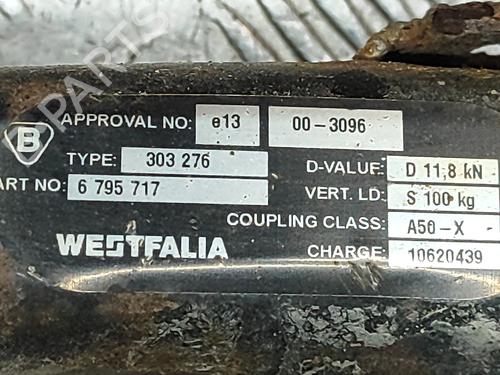 B
APPROVAL NO: e13 00-3096
TYPE: 303 276 D-VALUE: D 11,8 kN
ART NO: 6 795 717 VERT. LD: S 100 kg
COUPLING CLASS: A50-X
WESTFALIA CHARGE: 10620439
B PARTS